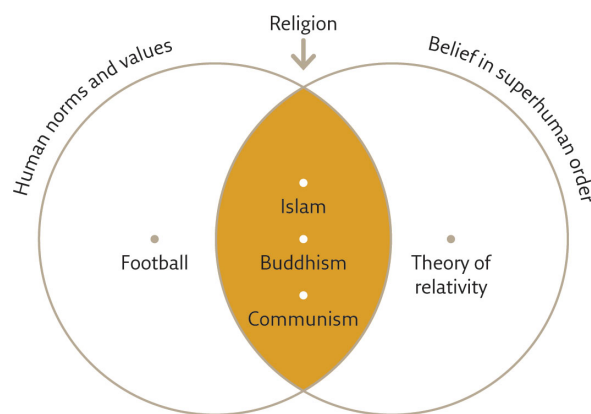 Religion
Human norms and values
Belief in superhuman order
Islam
Football
Buddhism
Theory of
relativity
Communism